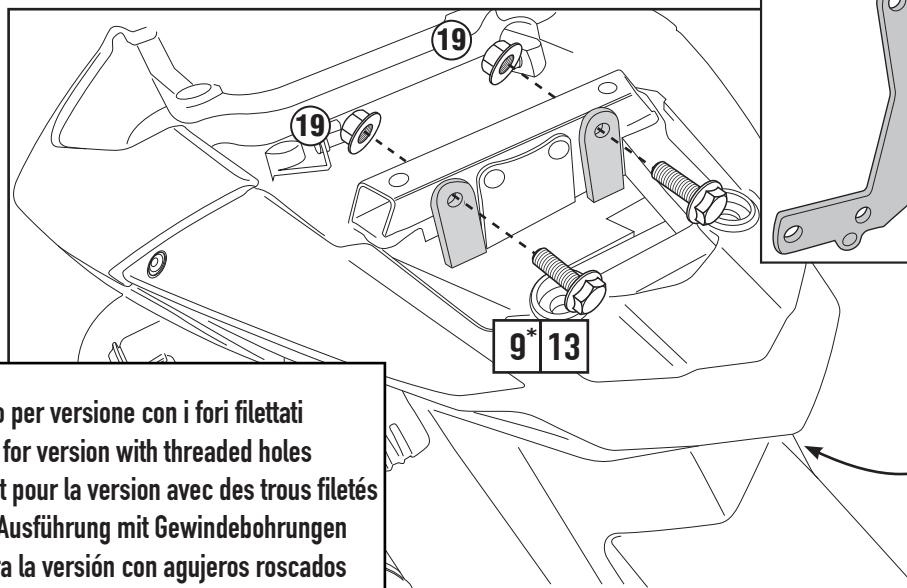 19
19
9* 13
per versione con i fori filettati
for version with threaded holes
pour la version avec des trous filetés
Ausführung mit Gewindebohrungen
la versión con agujeros roscados